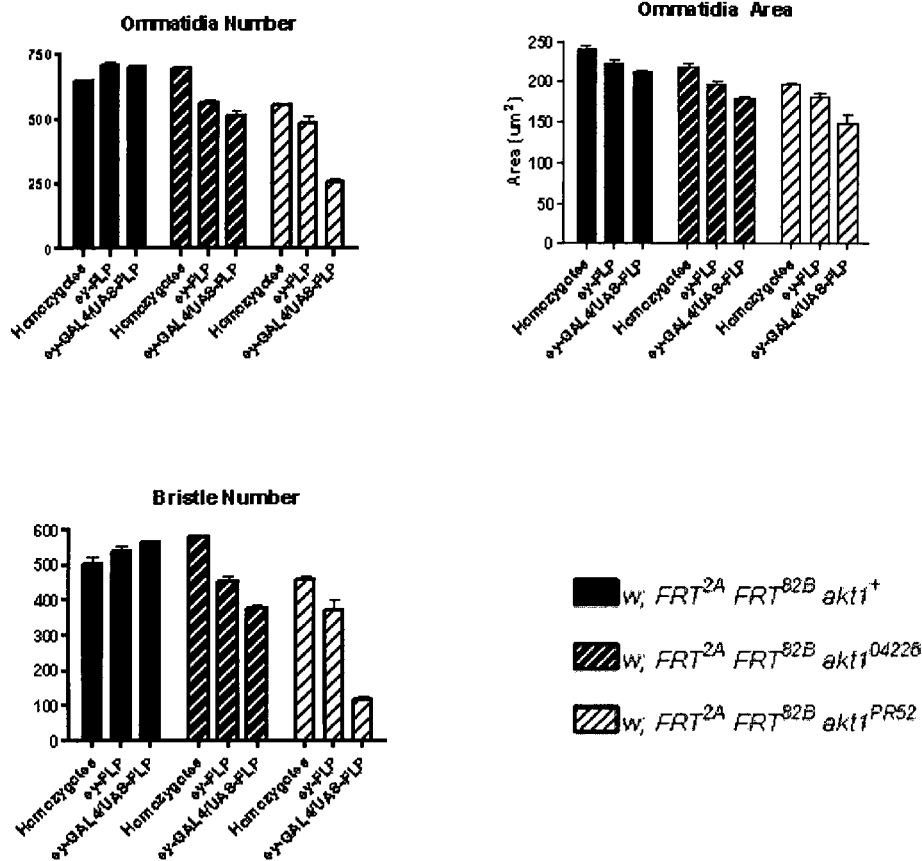 Ommatidia Number
750
500
250
0
Homozygotes
ey-FLP
ey-GAL4/UAS-FLP
Homozygotes
ey-FLP
ey-GAL4/UAS-FLP
Homozygotes
ey-FLP
ey-GAL4/UAS-FLP
Ommatidia Area
Area (um²)
250
200
150
100
50
0
Homozygotes
ey-FLP
ey-GAL4/UAS-FLP
Homozygotes
ey-FLP
ey-GAL4/UAS-FLP
Homozygotes
ey-FLP
ey-GAL4/UAS-FLP
Bristle Number
600
500
400
300
200
100
0
Homozygotes
ey-FLP
ey-GAL4/UAS-FLP
Homozygotes
ey-FLP
ey-GAL4/UAS-FLP
Homozygotes
ey-FLP
ey-GAL4/UAS-FLP
w; FRT²ᴬ FRT⁸²ᴮ akt1⁺
w; FRT²ᴬ FRT⁸²ᴮ akt1⁰⁴²²⁶
w; FRT²ᴬ FRT⁸²ᴮ akt1ᴾᴿ⁵²